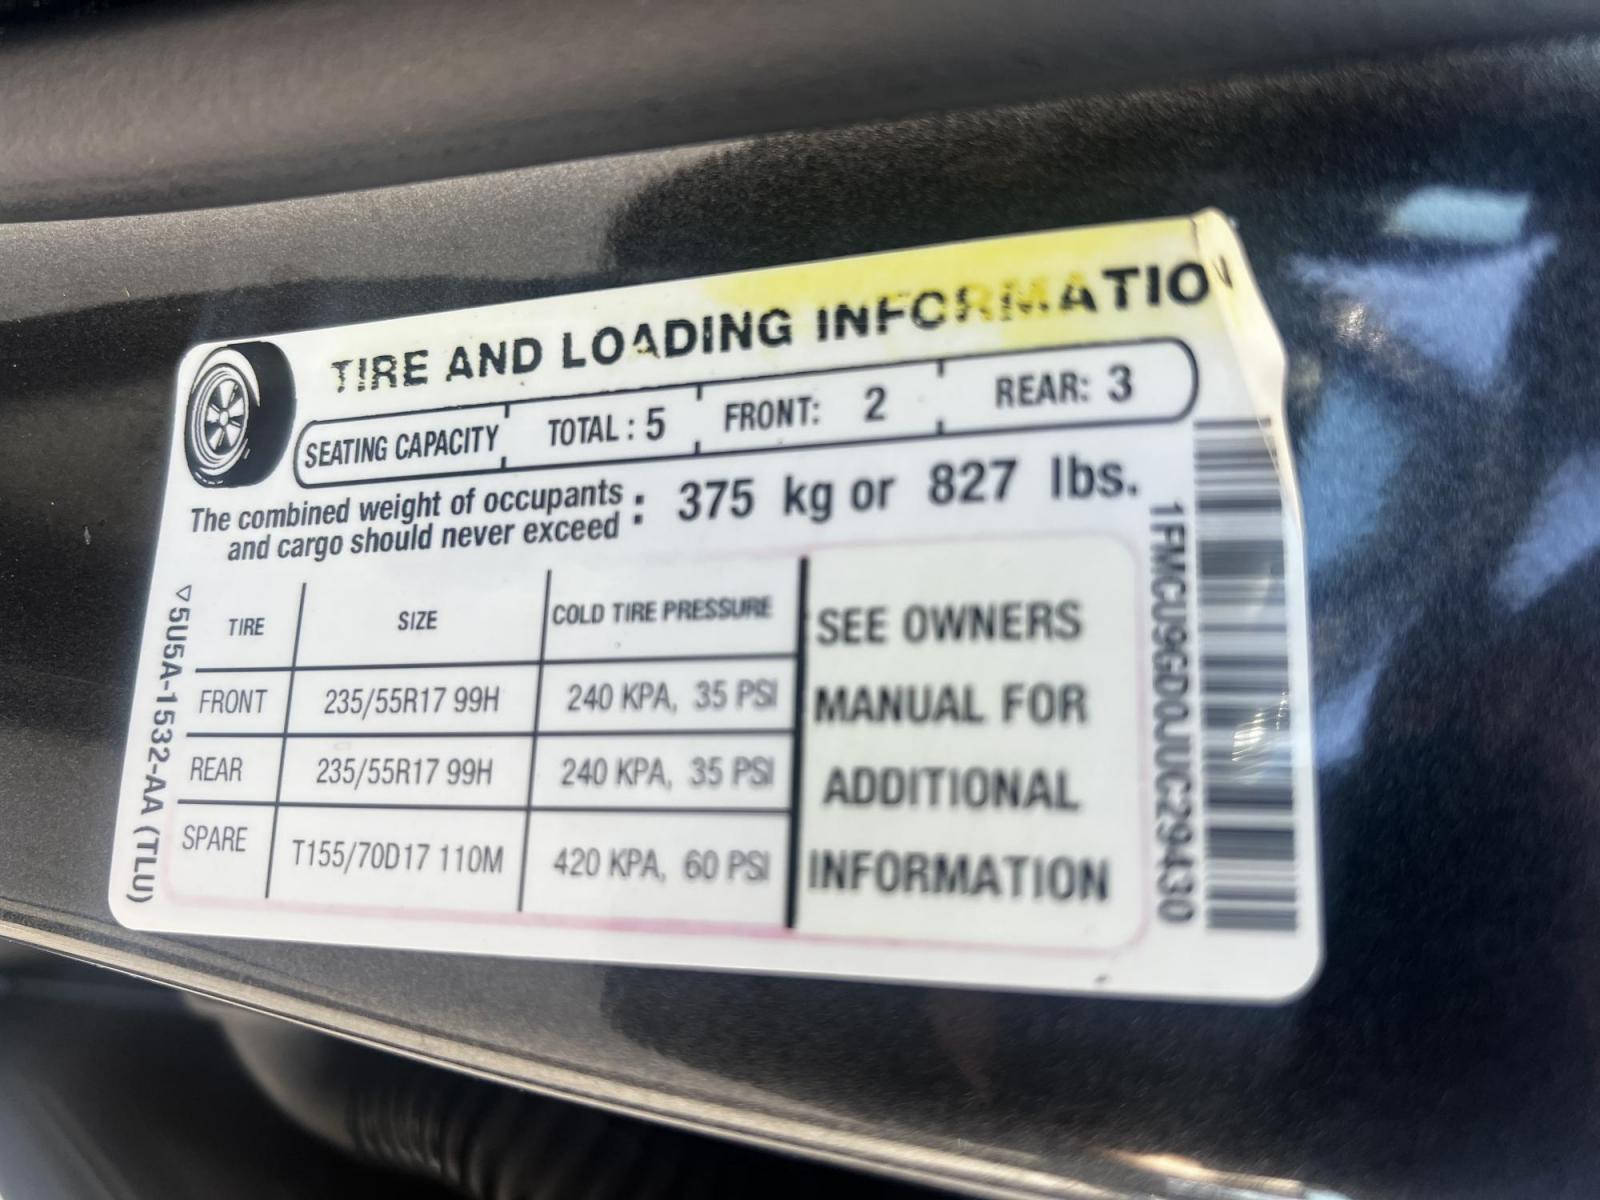 TIRE AND LOADING INFORMATION
SEATING CAPACITY TOTAL : 5 FRONT: 2 REAR: 3
The combined weight of occupants
and cargo should never exceed : 375 kg or 827 lbs.
TIRE SIZE COLD TIRE PRESSURE
FRONT 235/55R17 99H 240 KPA, 35 PSI
REAR 235/55R17 99H 240 KPA, 35 PSI
SPARE T155/70D17 110M 420 KPA, 60 PSI
SEE OWNERS
MANUAL FOR
ADDITIONAL
INFORMATION
5U5A-1532-AA (TLU)
1FMCU9GD0JUC29430